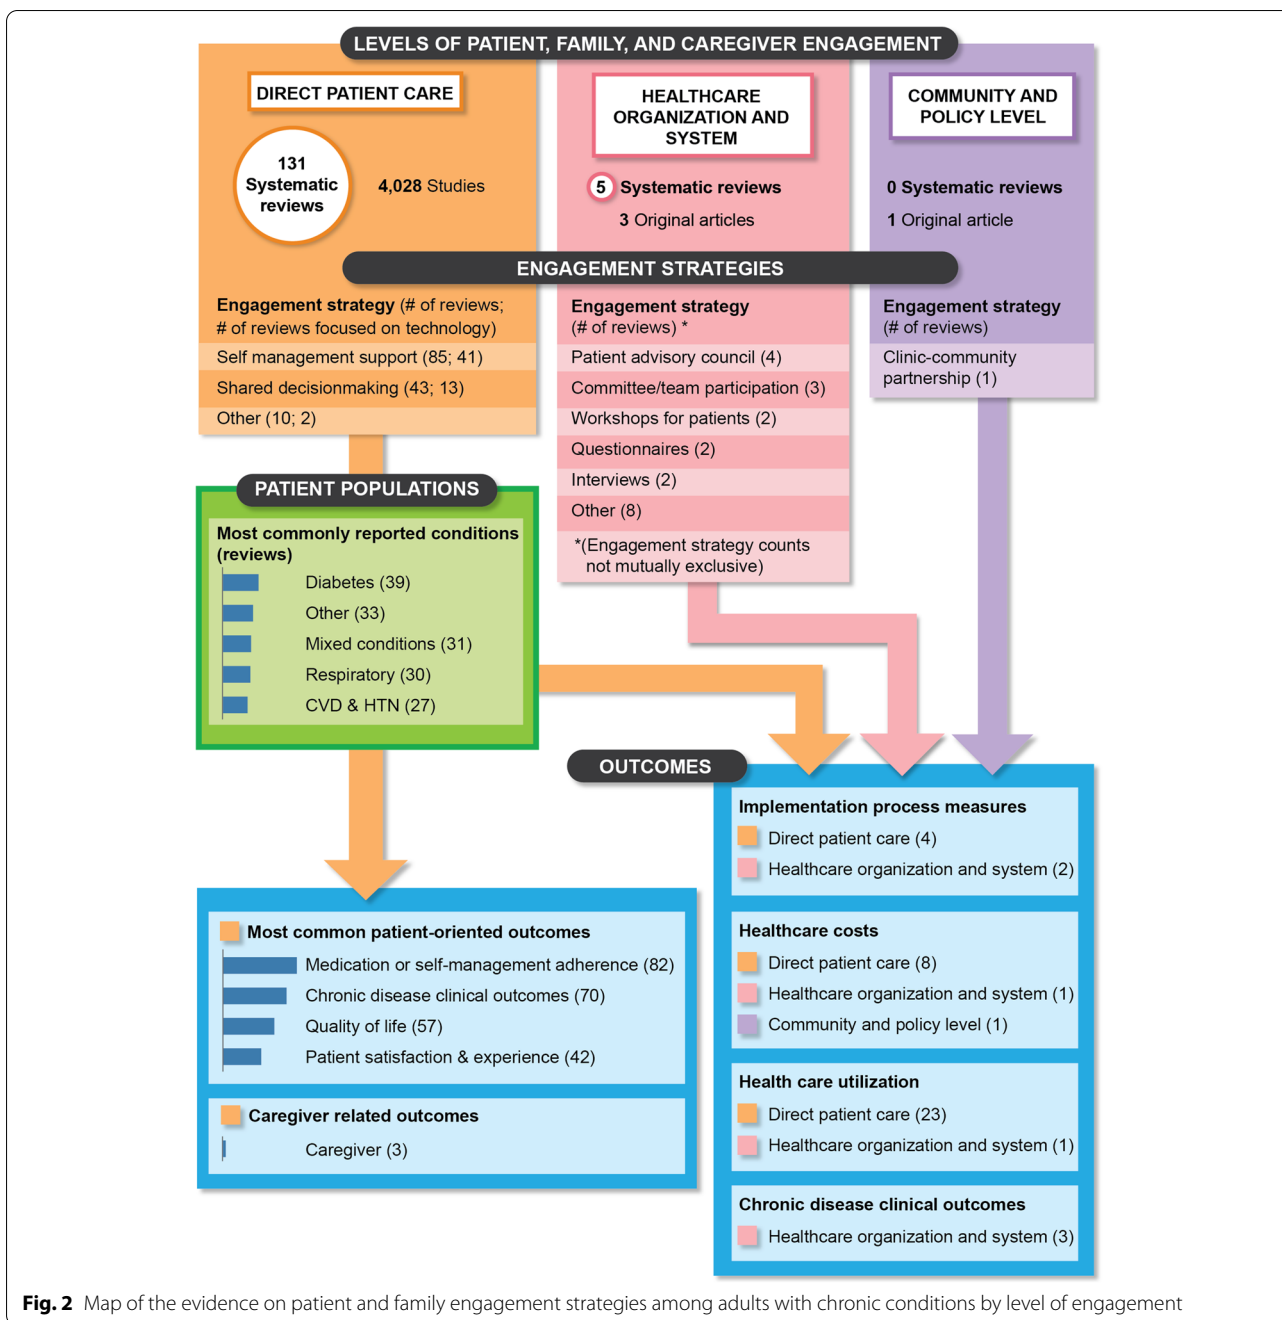 LEVELS OF PATIENT, FAMILY, AND CAREGIVER ENGAGEMENT
DIRECT PATIENT CARE
131
Systematic
reviews
4,028 Studies
HEALTHCARE
ORGANIZATION AND
SYSTEM
5 Systematic reviews
3 Original articles
COMMUNITY AND
POLICY LEVEL
0 Systematic reviews
1 Original article
ENGAGEMENT STRATEGIES
Engagement strategy (# of reviews;
# of reviews focused on technology)
Self management support (85; 41)
Shared decisionmaking (43; 13)
Other (10; 2)
Engagement strategy
(# of reviews) *
Patient advisory council (4)
Committee/team participation (3)
Workshops for patients (2)
Questionnaires (2)
Interviews (2)
Other (8)
*(Engagement strategy counts
not mutually exclusive)
Engagement strategy
(# of reviews)
Clinic-community
partnership (1)
PATIENT POPULATIONS
Most commonly reported conditions
(reviews)
Diabetes (39)
Other (33)
Mixed conditions (31)
Respiratory (30)
CVD & HTN (27)
OUTCOMES
Most common patient-oriented outcomes
Medication or self-management adherence (82)
Chronic disease clinical outcomes (70)
Quality of life (57)
Patient satisfaction & experience (42)
Caregiver related outcomes
Caregiver (3)
Implementation process measures
Direct patient care (4)
Healthcare organization and system (2)
Healthcare costs
Direct patient care (8)
Healthcare organization and system (1)
Community and policy level (1)
Health care utilization
Direct patient care (23)
Healthcare organization and system (1)
Chronic disease clinical outcomes
Healthcare organization and system (3)
Fig. 2 Map of the evidence on patient and family engagement strategies among adults with chronic conditions by level of engagement